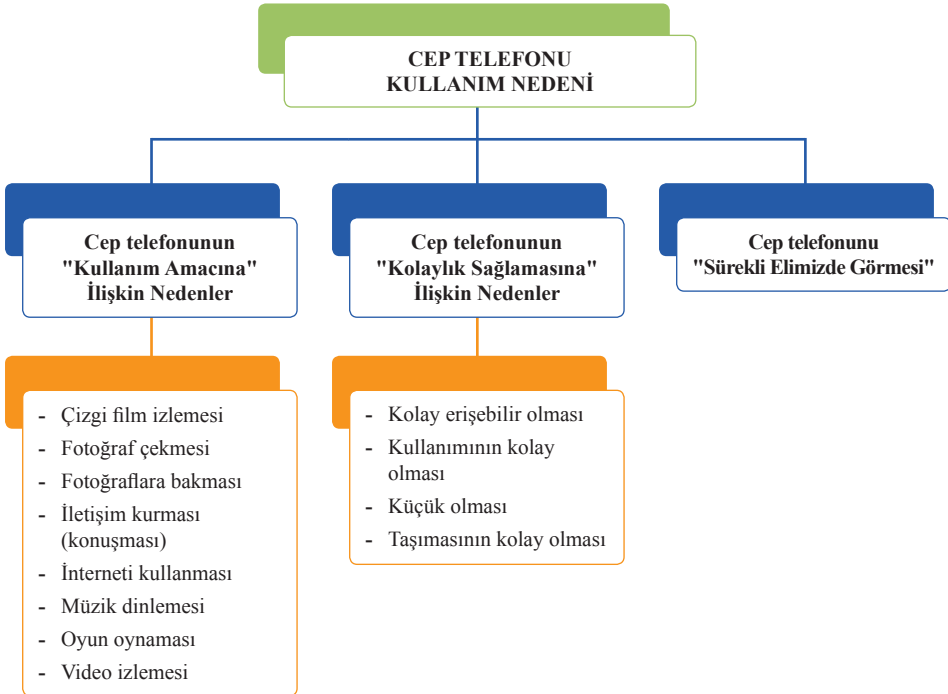 CEP TELEFONU
KULLANIM NEDENİ
Cep telefonunun
"Kullanım Amacına"
İlişkin Nedenler
Cep telefonunun
"Kolaylık Sağlamasına"
İlişkin Nedenler
Cep telefonunu
"Sürekli Elimizde Görmesi"
- Çizgi film izlemesi
- Fotoğraf çekmesi
- Fotoğraflara bakması
- İletişim kurması
(konuşması)
- İnterneti kullanması
- Müzik dinlemesi
- Oyun oynaması
- Video izlemesi
- Kolay erişebilir olması
- Kullanımının kolay
olması
- Küçük olması
- Taşımasının kolay olması